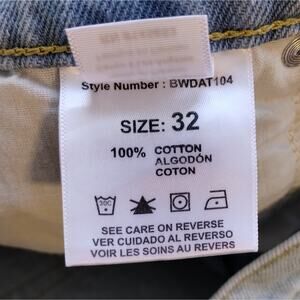 Style Number : BWDAT104
SIZE: 32
100% COTTON
ALGODÓN
COTON
30C
SEE CARE ON REVERSE
VER CUIDADO AL REVERSO
VOIR LES SOINS AU REVERS